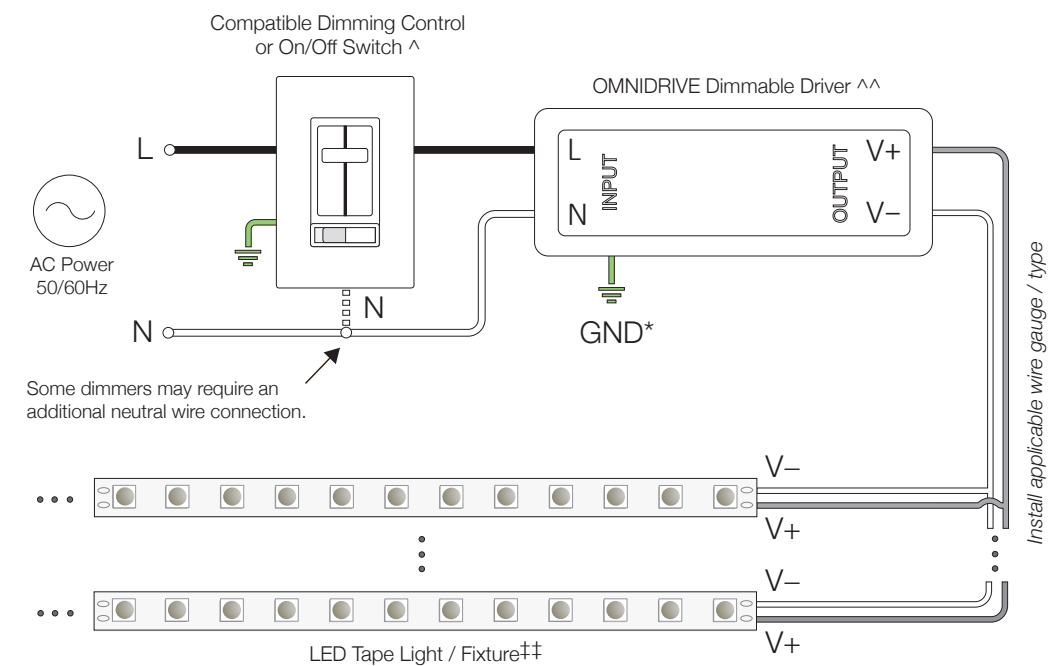 Compatible Dimming Control
or On/Off Switch ^
OMNIDRIVE Dimmable Driver ^^
L
L
INPUT
N
OUTPUT
V+
V–
AC Power
50/60Hz
N
N
GND*
Some dimmers may require an
additional neutral wire connection.
Install applicable wire gauge / type
V–
V+
V–
V+
LED Tape Light / Fixture‡‡